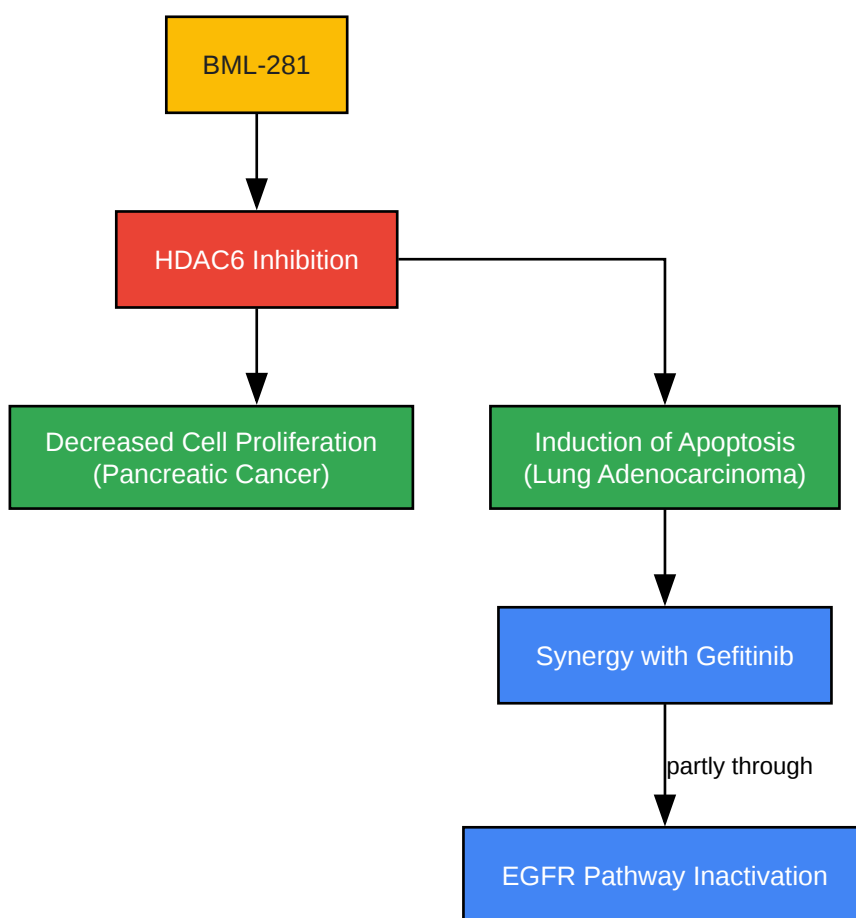 BML-281
HDAC6 Inhibition
Decreased Cell Proliferation
(Pancreatic Cancer)
Induction of Apoptosis
(Lung Adenocarcinoma)
Synergy with Gefitinib
partly through
EGFR Pathway Inactivation